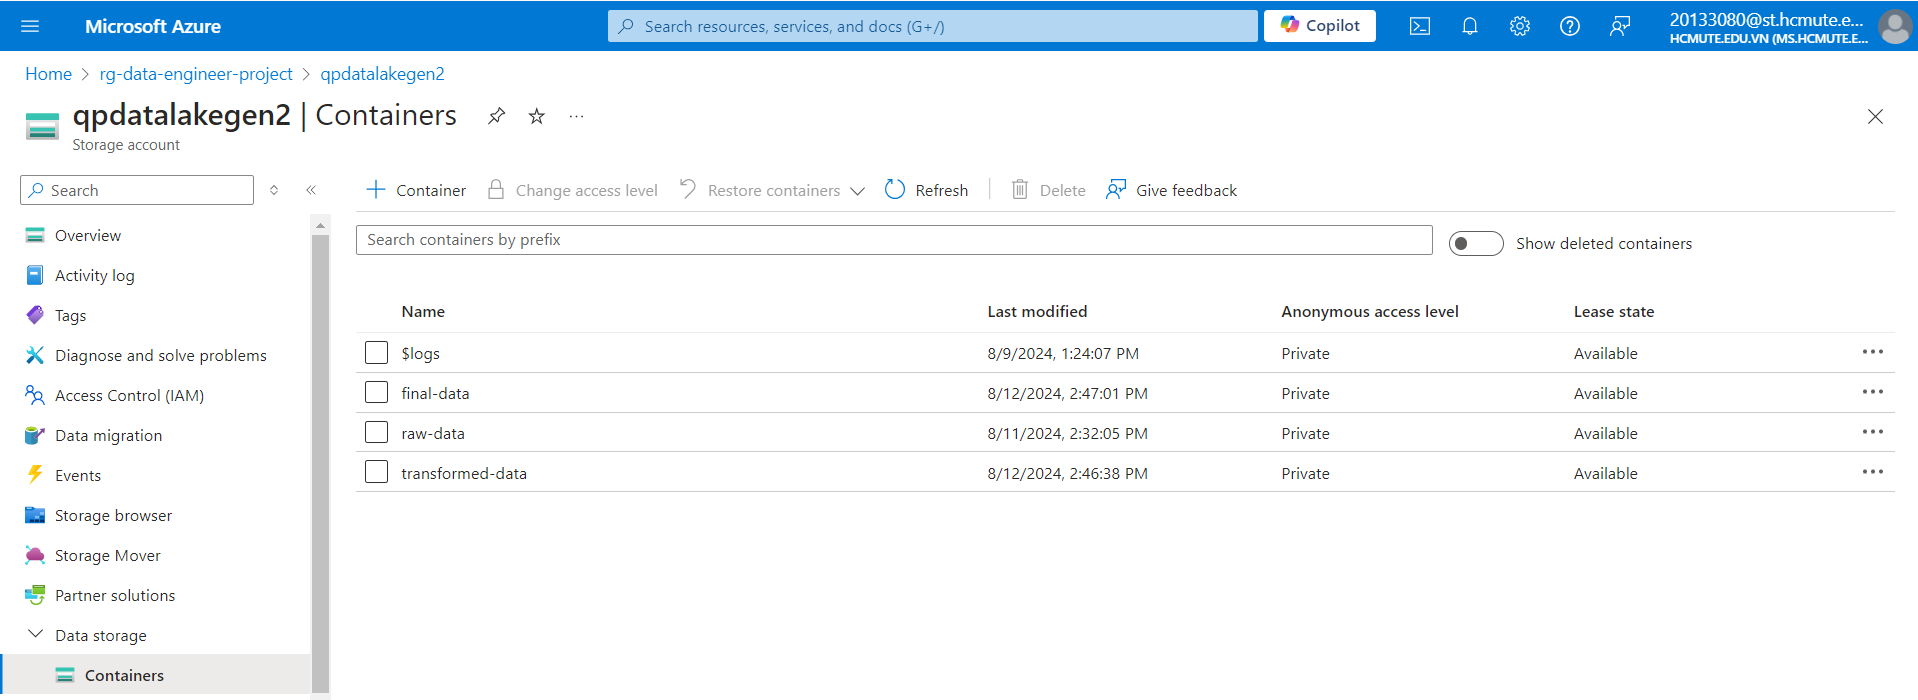 Microsoft Azure
Search resources, services, and docs (G+/)
Copilot
20133080@st.hcmute.e...
HCMUTE.EDU.VN (MS.HCMUTE.E...
Home > rg-data-engineer-project > qpdatalakegen2
qpdatalakegen2 | Containers
Storage account
Search
Container
Change access level
Restore containers
Refresh
Delete
Give feedback
Overview
Activity log
Tags
Diagnose and solve problems
Access Control (IAM)
Data migration
Events
Storage browser
Storage Mover
Partner solutions
Data storage
Containers
Search containers by prefix
Show deleted containers
Name Last modified Anonymous access level Lease state
$logs 8/9/2024, 1:24:07 PM Private Available
final-data 8/12/2024, 2:47:01 PM Private Available
raw-data 8/11/2024, 2:32:05 PM Private Available
transformed-data 8/12/2024, 2:46:38 PM Private Available